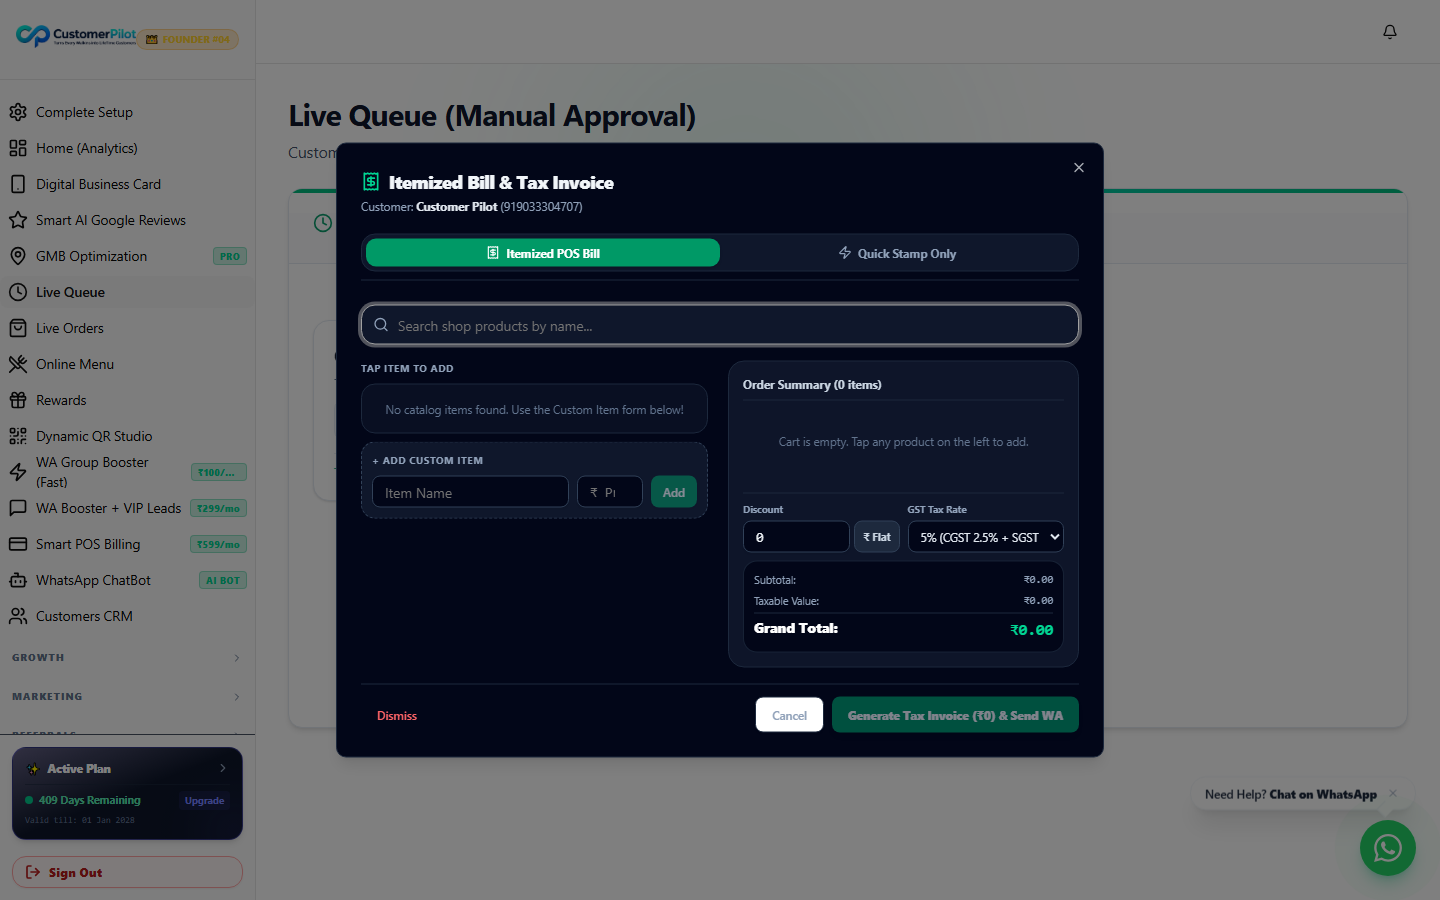 CustomerPilot
FOUNDER #04
Complete Setup
Home (Analytics)
Digital Business Card
Smart AI Google Reviews
GMB Optimization
PRO
Live Queue
Live Orders
Online Menu
Rewards
Dynamic QR Studio
WA Group Booster
(Fast)
₹100/...
WA Booster + VIP Leads
₹299/mo
Smart POS Billing
₹599/mo
WhatsApp ChatBot
AI BOT
Customers CRM
GROWTH
MARKETING
REFERRALS
Active Plan
409 Days Remaining
Upgrade
Valid till: 01 Jan 2028
Sign Out
Live Queue (Manual Approval)
Custom
Itemized Bill & Tax Invoice
Customer: Customer Pilot (919033304707)
Itemized POS Bill
Quick Stamp Only
Search shop products by name...
TAP ITEM TO ADD
No catalog items found. Use the Custom Item form below!
+ ADD CUSTOM ITEM
Item Name
₹
Add
Order Summary (0 items)
Cart is empty. Tap any product on the left to add.
Discount
GST Tax Rate
0
₹ Flat
5% (CGST 2.5% + SGST
Subtotal:
₹0.00
Taxable Value:
₹0.00
Grand Total:
₹0.00
Dismiss
Cancel
Generate Tax Invoice (₹0) & Send WA
Need Help? Chat on WhatsApp